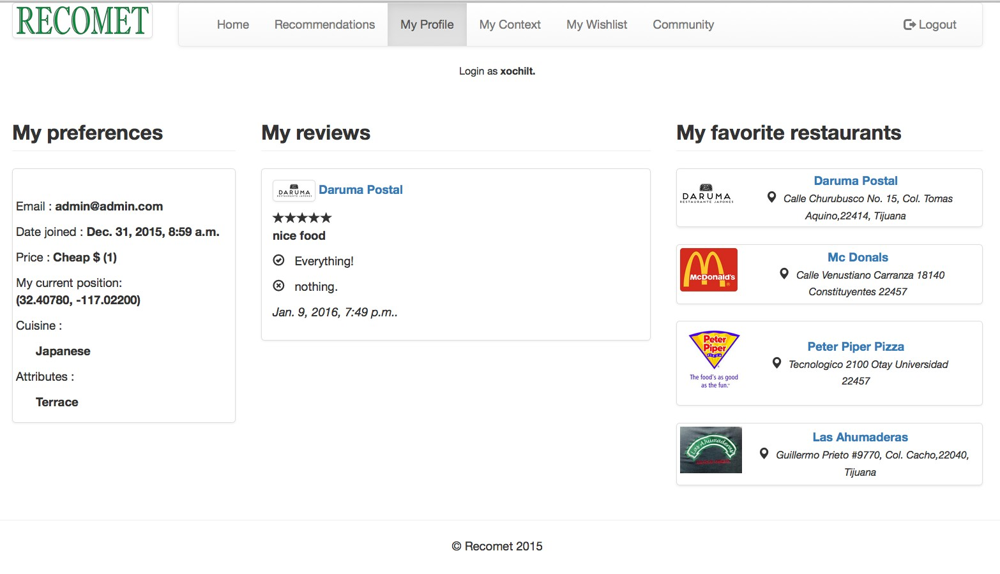 RECOMET
Home Recommendations My Profile My Context My Wishlist Community Logout
Login as xochilt.
My preferences
Email : admin@admin.com
Date joined : Dec. 31, 2015, 8:59 a.m.
Price : Cheap $ (1)
My current position:
(32.40780, -117.02200)
Cuisine :
Japanese
Attributes :
Terrace
My reviews
DARUMA
RESTAURANTE JAPONES
Daruma Postal
★★★★★
nice food
Everything!
nothing.
Jan. 9, 2016, 7:49 p.m..
My favorite restaurants
DARUMA
RESTAURANTE JAPONES
Daruma Postal
Calle Churubusco No. 15, Col. Tomas
Aquino,22414, Tijuana
McDonald's
Mc Donals
Calle Venustiano Carranza 18140
Constituyentes 22457
Peter
Piper
PIZZA
The food's as good
as the fun.
Peter Piper Pizza
Tecnologico 2100 Otay Universidad
22457
Las Ahumaderas
Las Ahumaderas
Guillermo Prieto #9770, Col. Cacho,22040,
Tijuana
© Recomet 2015